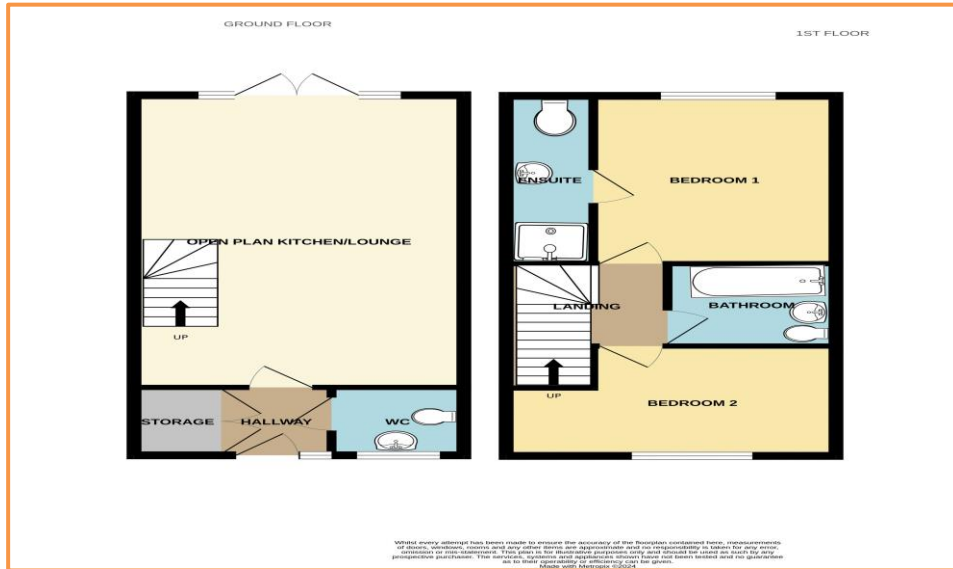 GROUND FLOOR
1ST FLOOR
OPEN PLAN KITCHEN/LOUNGE
UP
STORAGE
HALLWAY
WC
ENSUITE
BEDROOM 1
LANDING
BATHROOM
UP
BEDROOM 2
Whilst every attempt has been made to ensure the accuracy of the floorplan contained here, measurements
of doors, windows, rooms and any other items are approximate and no responsibility is taken for any error,
omission or mis-statement. This plan is for illustrative purposes only and should be used as such by any
prospective purchaser. The services, systems and appliances shown have not been tested and no guarantee
as to their operability or efficiency can be given.
Made with Metropix ©2024